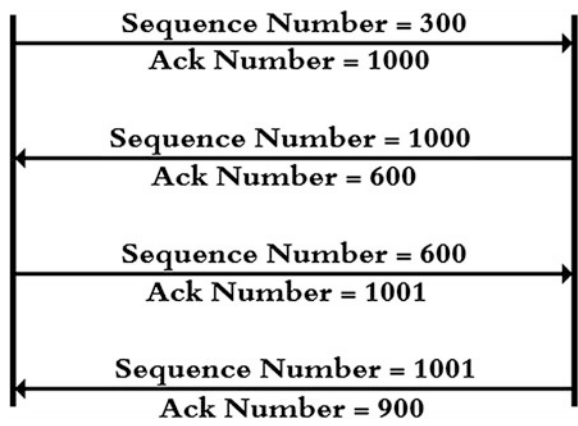 Sequence Number = 300
Ack Number = 1000
Sequence Number = 1000
Ack Number = 600
Sequence Number = 600
Ack Number = 1001
Sequence Number = 1001
Ack Number = 900